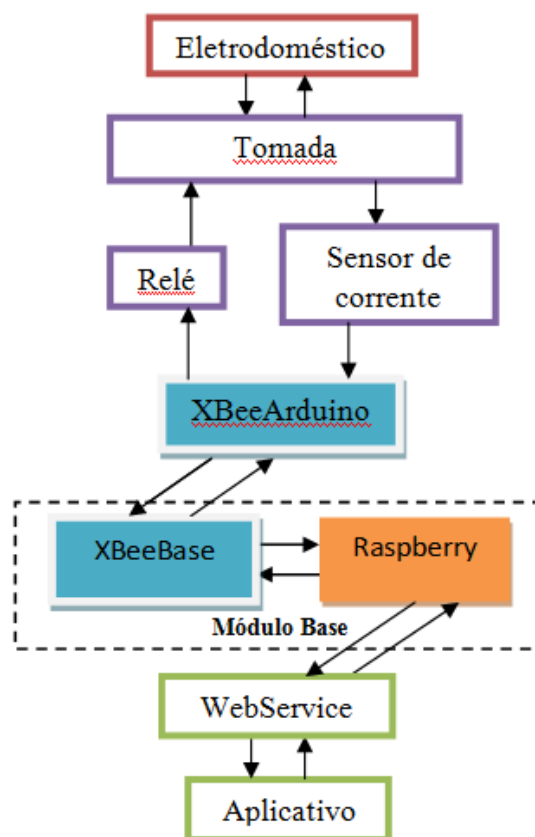 Eletrodoméstico
Tomada
Relé
Sensor de
corrente
XBeeArduino
XBeeBase
Raspberry
Módulo Base
WebService
Aplicativo